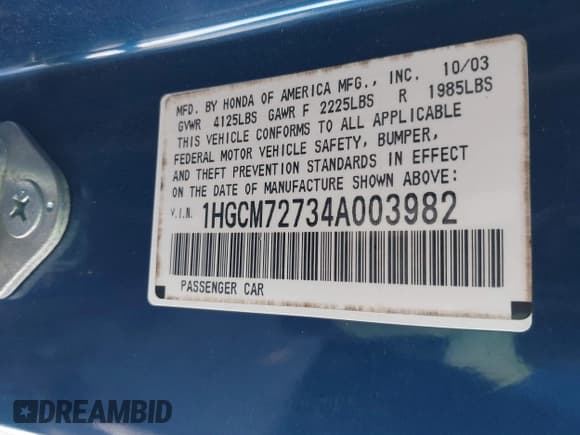 MFD. BY HONDA OF AMERICA MFG., INC. 10/03
GVWR 4125LBS GAWR F 2225LBS R 1985LBS
THIS VEHICLE CONFORMS TO ALL APPLICABLE
FEDERAL MOTOR VEHICLE SAFETY, BUMPER,
AND THEFT PREVENTION STANDARDS IN EFFECT
ON THE DATE OF MANUFACTURE SHOWN ABOVE:
V.I.N. 1HGCM72734A003982
PASSENGER CAR
DREAMBID